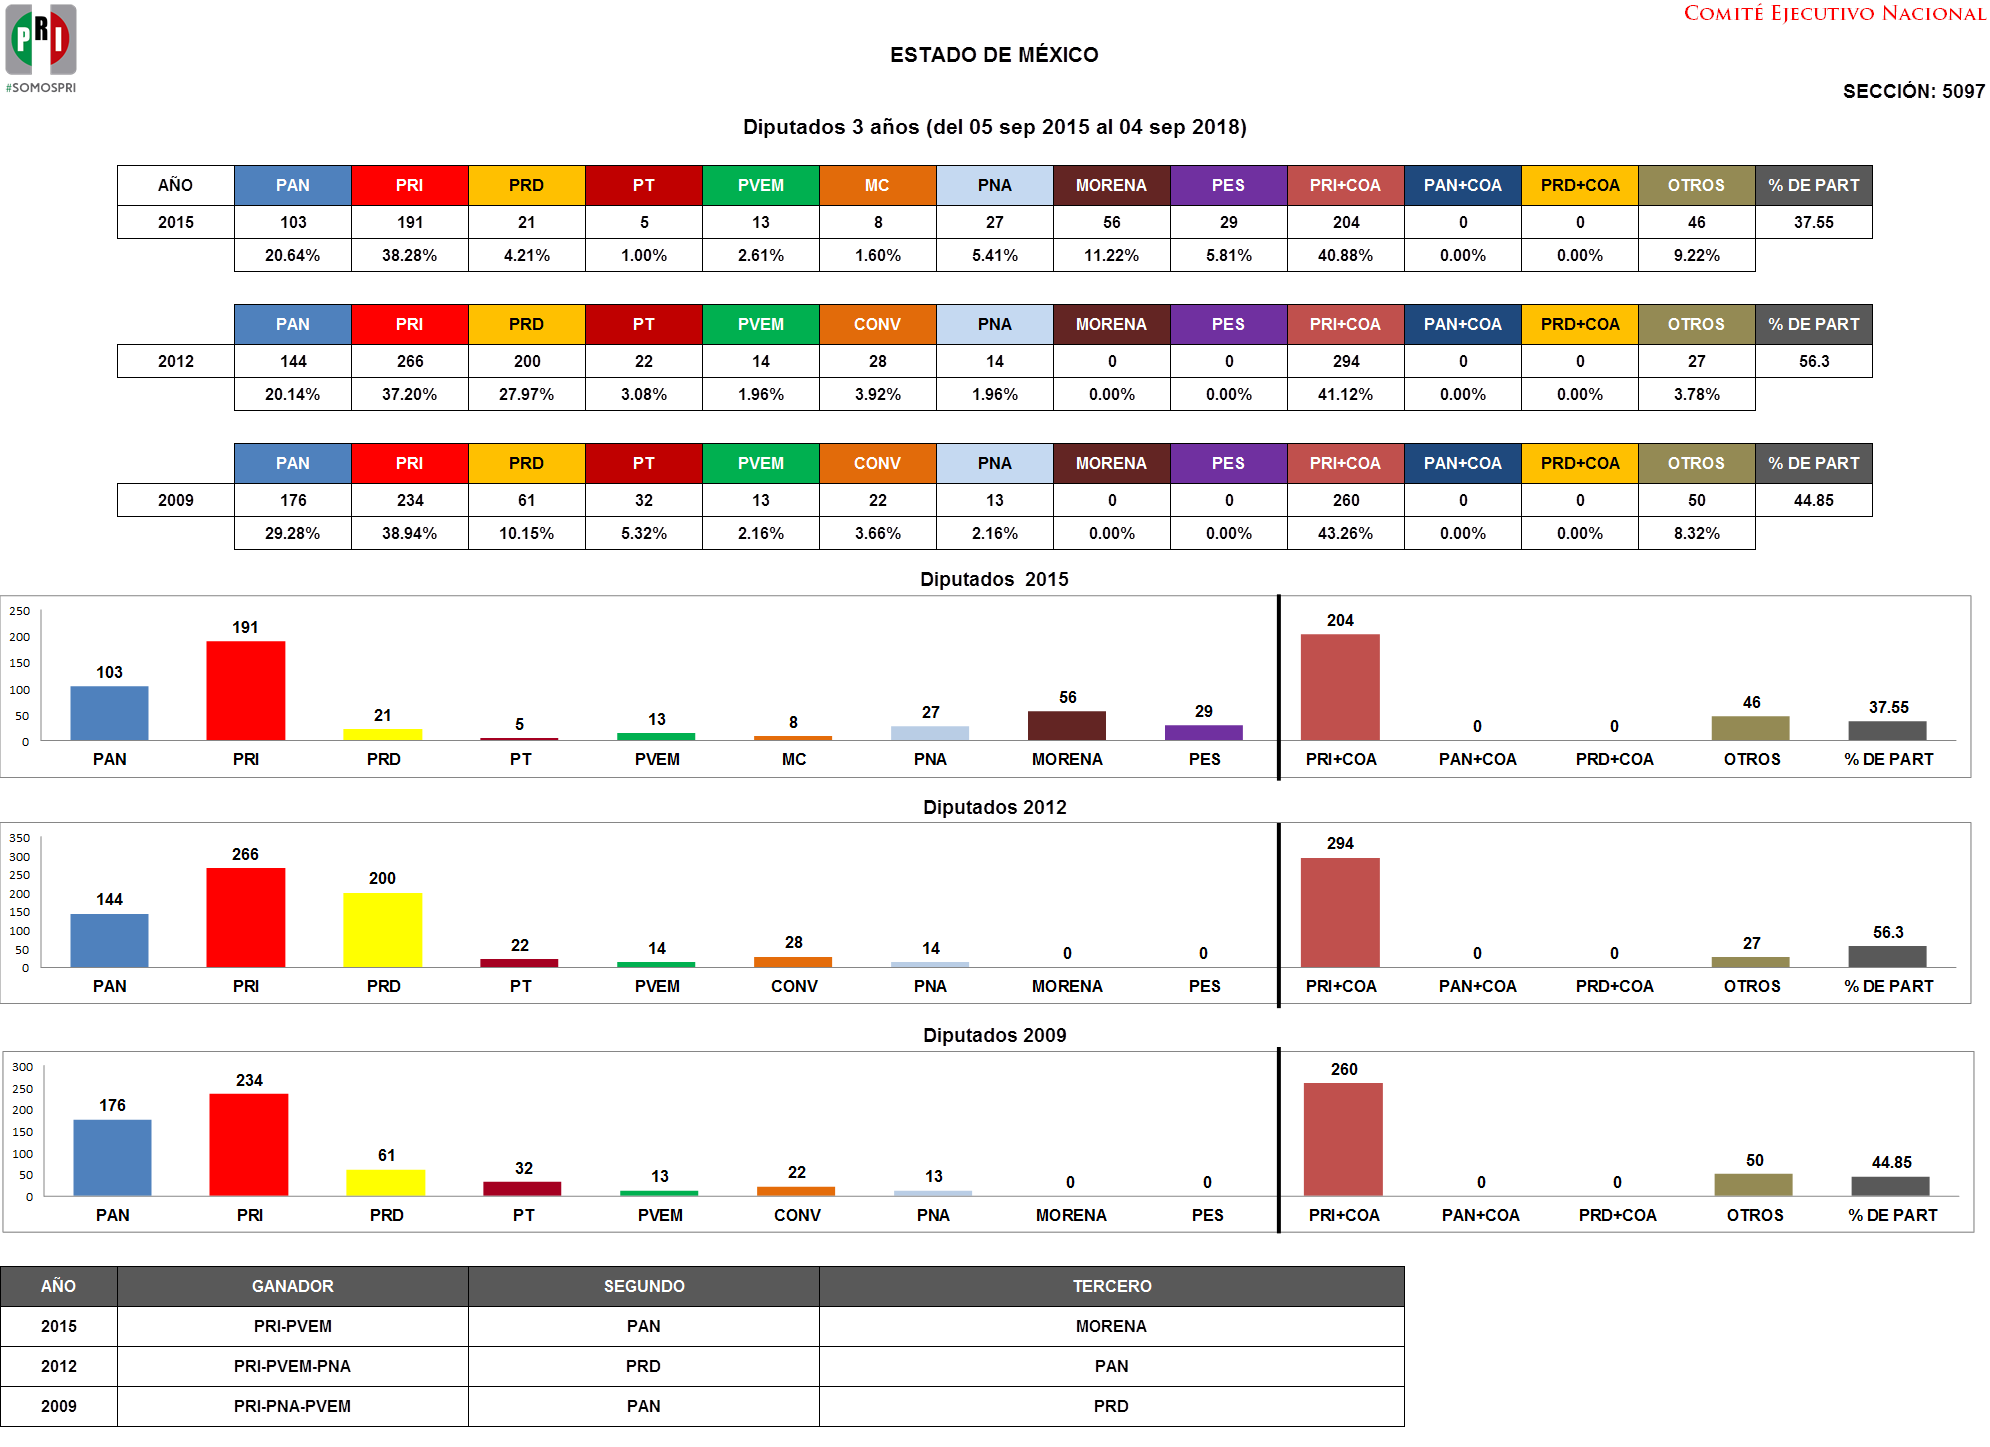 PRI
#SOMOSPRI
COMITÉ EJECUTIVO NACIONAL
ESTADO DE MÉXICO
SECCIÓN: 5097
Diputados 3 años (del 05 sep 2015 al 04 sep 2018)
AÑO PAN PRI PRD PT PVEM MC PNA MORENA PES PRI+COA PAN+COA PRD+COA OTROS % DE PART
2015 103 191 21 5 13 8 27 56 29 204 0 0 46 37.55
20.64% 38.28% 4.21% 1.00% 2.61% 1.60% 5.41% 11.22% 5.81% 40.88% 0.00% 0.00% 9.22%
PAN PRI PRD PT PVEM CONV PNA MORENA PES PRI+COA PAN+COA PRD+COA OTROS % DE PART
2012 144 266 200 22 14 28 14 0 0 294 0 0 27 56.3
20.14% 37.20% 27.97% 3.08% 1.96% 3.92% 1.96% 0.00% 0.00% 41.12% 0.00% 0.00% 3.78%
PAN PRI PRD PT PVEM CONV PNA MORENA PES PRI+COA PAN+COA PRD+COA OTROS % DE PART
2009 176 234 61 32 13 22 13 0 0 260 0 0 50 44.85
29.28% 38.94% 10.15% 5.32% 2.16% 3.66% 2.16% 0.00% 0.00% 43.26% 0.00% 0.00% 8.32%
Diputados 2015
250
200
150
100
50
0
103 191 21 5 13 8 27 56 29 204 0 0 46 37.55
PAN PRI PRD PT PVEM MC PNA MORENA PES PRI+COA PAN+COA PRD+COA OTROS % DE PART
Diputados 2012
350
300
250
200
150
100
50
0
144 266 200 22 14 28 14 0 0 294 0 0 27 56.3
PAN PRI PRD PT PVEM CONV PNA MORENA PES PRI+COA PAN+COA PRD+COA OTROS % DE PART
Diputados 2009
300
250
200
150
100
50
0
176 234 61 32 13 22 13 0 0 260 0 0 50 44.85
PAN PRI PRD PT PVEM CONV PNA MORENA PES PRI+COA PAN+COA PRD+COA OTROS % DE PART
AÑO GANADOR SEGUNDO TERCERO
2015 PRI-PVEM PAN MORENA
2012 PRI-PVEM-PNA PRD PAN
2009 PRI-PNA-PVEM PAN PRD